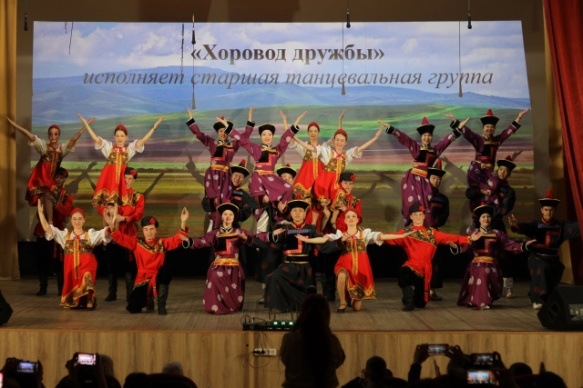 «Хоровод дружбы»
исполняет старшая танцевальная группа